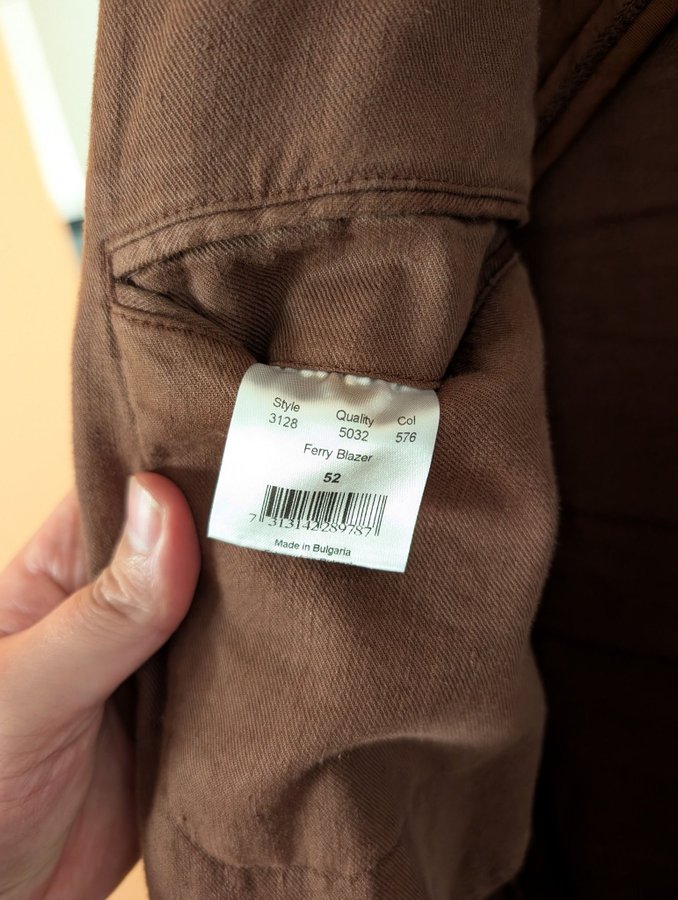 Style Quality Col
3128 5032 576
Ferry Blazer
52
7 313142 289787
Made in Bulgaria